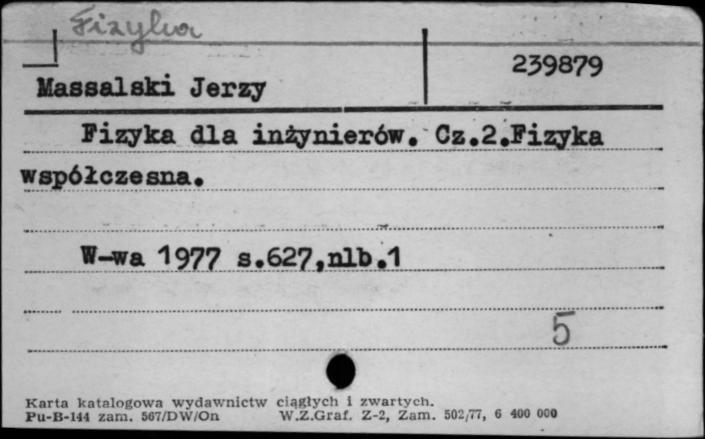 Fizyka
239879
Massalski Jerzy
Fizyka dla inżynierów. Cz.2.Fizyka
współczesna.
W-wa 1977 s.627,nlb.1
5
Karta katalogowa wydawnictw ciągłych i zwartych.
Pu-B-144 zam. 567/DW/On W.Z.Graf. Z-2, Zam. 502/77, 6 400 000